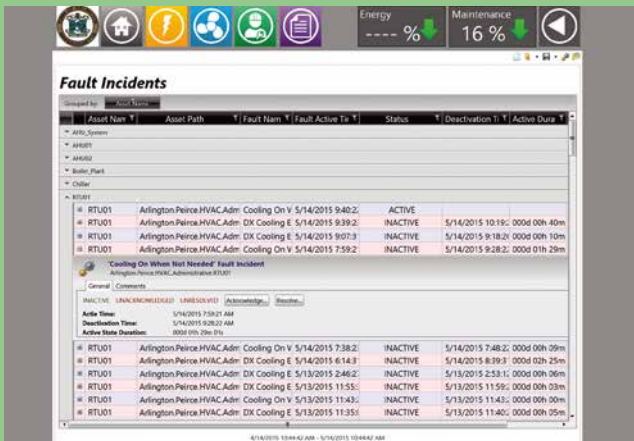 Energy
---- %
Maintenance
16 %
Fault Incidents
Grouped by: Asset Name
Asset Nam Asset Path Fault Nam Fault Active Tir Status Deactivation Ti Active Dura
AHU_System
AHU01
AHU02
Boiler_Plant
Chiller
RTU01
RTU01 Arlington.Peirce.HVAC.Adm Cooling On V 5/14/2015 9:40:2 ACTIVE
RTU01 Arlington.Peirce.HVAC.Adm DX Cooling E 5/14/2015 9:39:2 INACTIVE 5/14/2015 10:19: 000d 00h 40m
RTU01 Arlington.Peirce.HVAC.Adm DX Cooling E 5/14/2015 9:07:3 INACTIVE 5/14/2015 9:18:2 000d 00h 10m
RTU01 Arlington.Peirce.HVAC.Adm Cooling On V 5/14/2015 7:59:2 INACTIVE 5/14/2015 9:28:2 000d 01h 29m
'Cooling On When Not Needed' Fault Incident
Arlington.Peirce.HVAC.Administrative.RTU01
General Comments
INACTIVE UNACKNOWLEDGED UNRESOLVED Acknowledge... Resolve...
Actie Time: 5/14/2015 7:59:21 AM
Deactivation Time: 5/14/2015 9:28:22 AM
Active State Duration: 000d 01h 29m 01s
RTU01 Arlington.Peirce.HVAC.Adm Cooling On V 5/14/2015 7:38:2 INACTIVE 5/14/2015 7:48:2 000d 00h 09m
RTU01 Arlington.Peirce.HVAC.Adm DX Cooling E 5/14/2015 6:14:3 INACTIVE 5/14/2015 8:39:3 000d 02h 25m
RTU01 Arlington.Peirce.HVAC.Adm DX Cooling E 5/13/2015 2:46:2 INACTIVE 5/13/2015 2:53:1 000d 00h 06m
RTU01 Arlington.Peirce.HVAC.Adm DX Cooling E 5/13/2015 11:55: INACTIVE 5/13/2015 11:59: 000d 00h 03m
RTU01 Arlington.Peirce.HVAC.Adm DX Cooling E 5/13/2015 11:43: INACTIVE 5/13/2015 11:43: 000d 00h 00m
RTU01 Arlington.Peirce.HVAC.Adm DX Cooling E 5/13/2015 11:35: INACTIVE 5/13/2015 11:40: 000d 00h 05m
4/14/2015 10:44:42 AM - 5/14/2015 10:44:42 AM